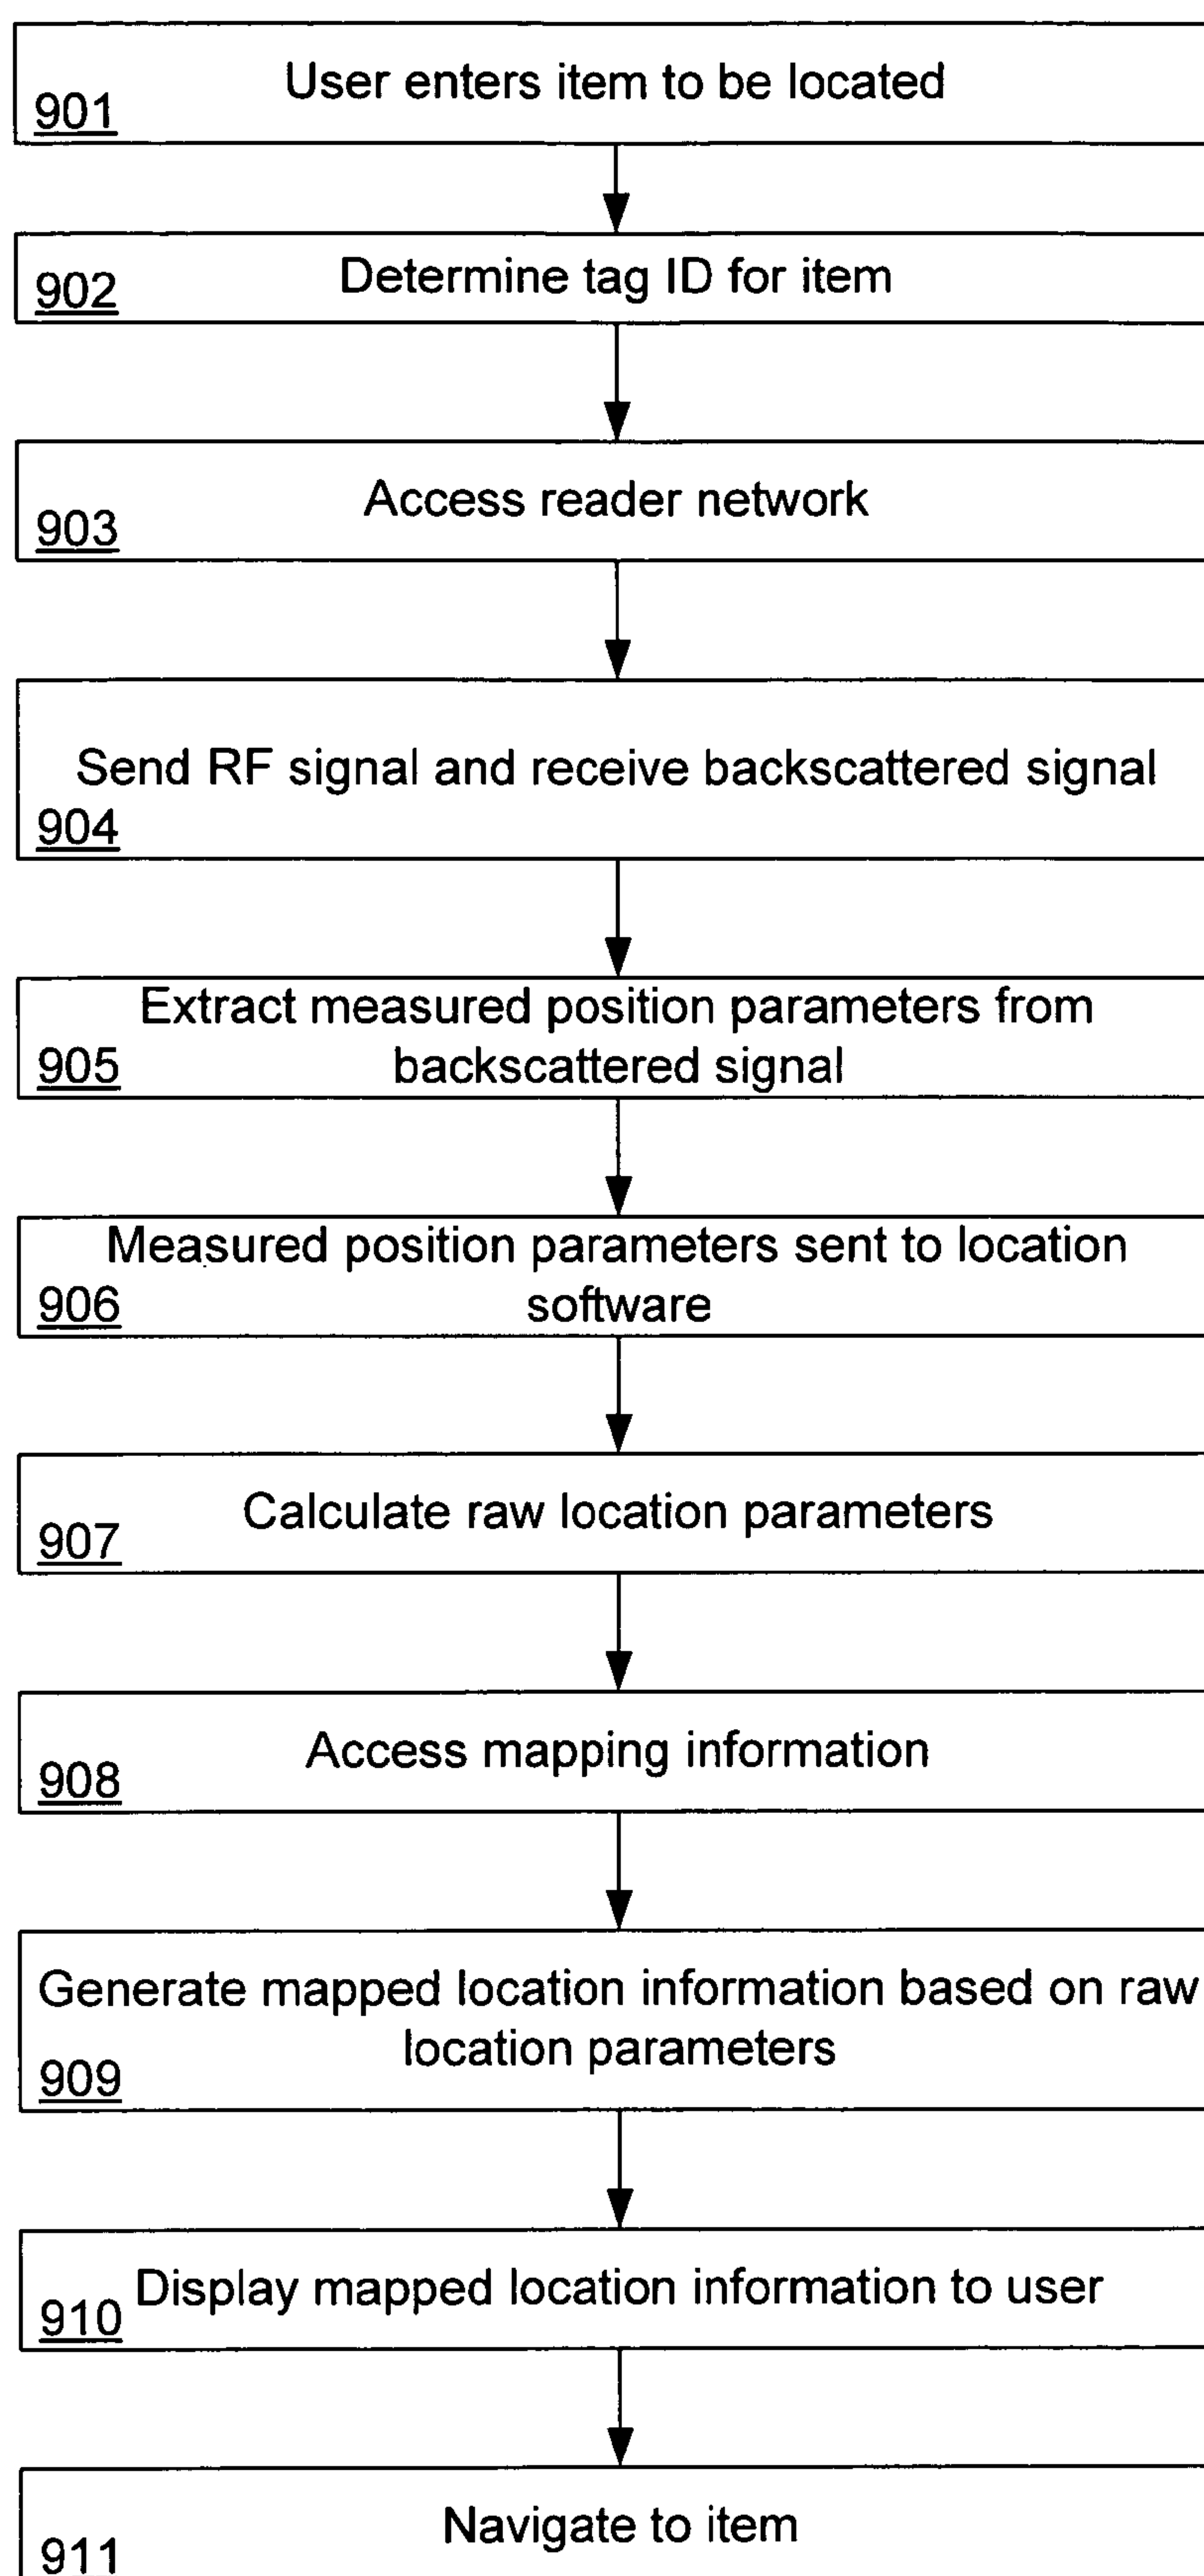 User enters item to be located
901
Determine tag ID for item
902
Access reader network
903
Send RF signal and receive backscattered signal
904
Extract measured position parameters from
backscattered signal
905
Measured position parameters sent to location
software
906
Calculate raw location parameters
907
Access mapping information
908
Generate mapped location information based on raw
location parameters
909
Display mapped location information to user
910
Navigate to item
911